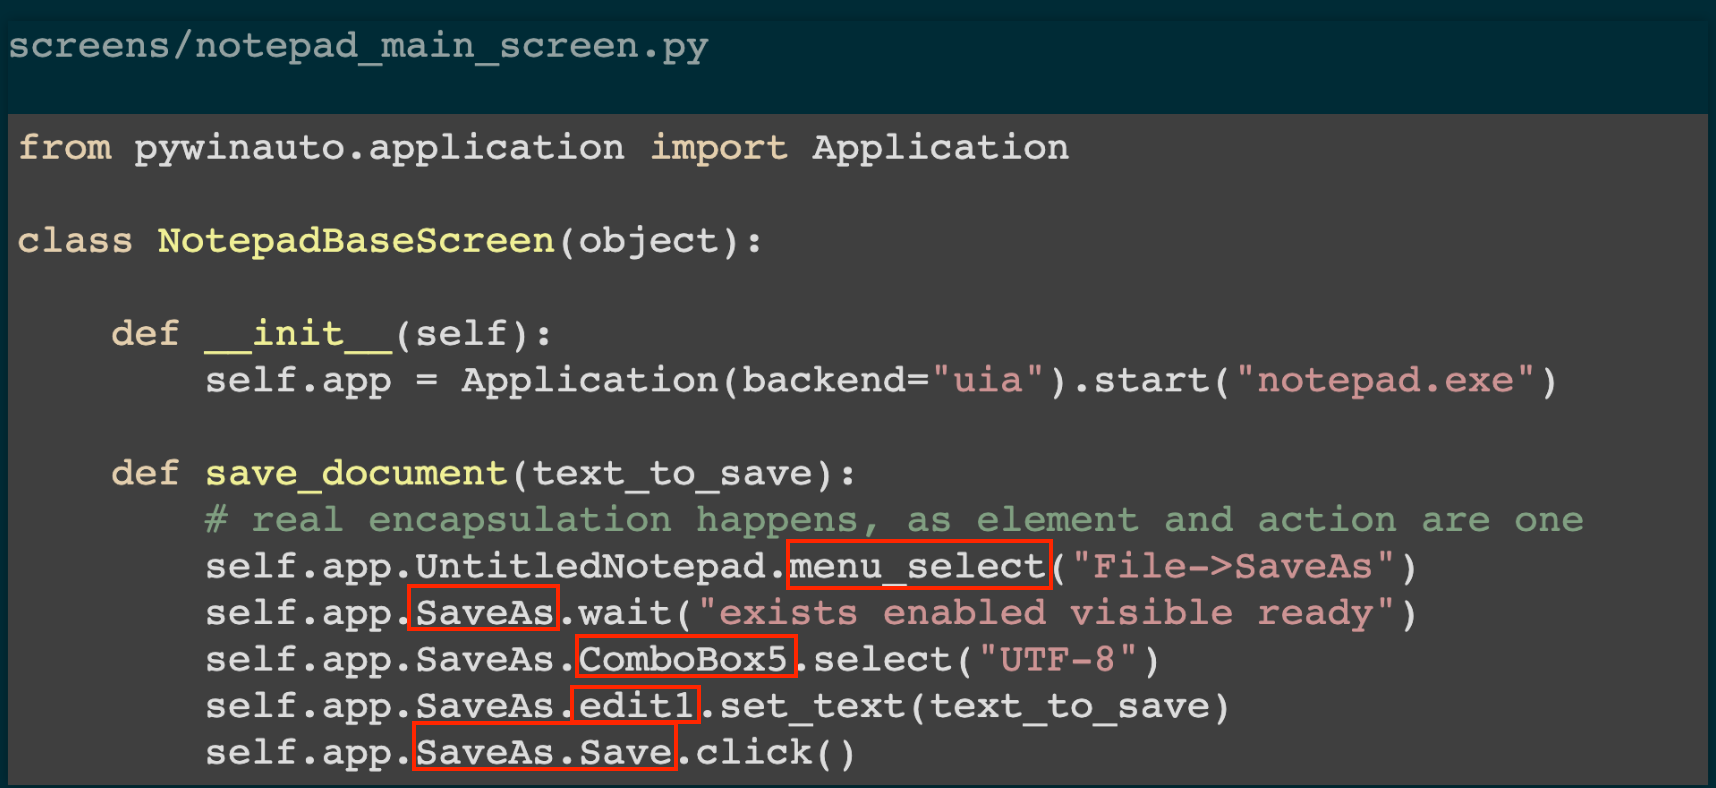 screens/notepad_main_screen.py
from pywinauto.application import Application
class NotepadBaseScreen(object):
def __init__(self):
self.app = Application(backend="uia").start("notepad.exe")
def save_document(text_to_save):
# real encapsulation happens, as element and action are one
self.app.UntitledNotepad.menu_select("File->SaveAs")
self.app.SaveAs.wait("exists enabled visible ready")
self.app.SaveAs.ComboBox5.select("UTF-8")
self.app.SaveAs.edit1.set_text(text_to_save)
self.app.SaveAs.Save.click()